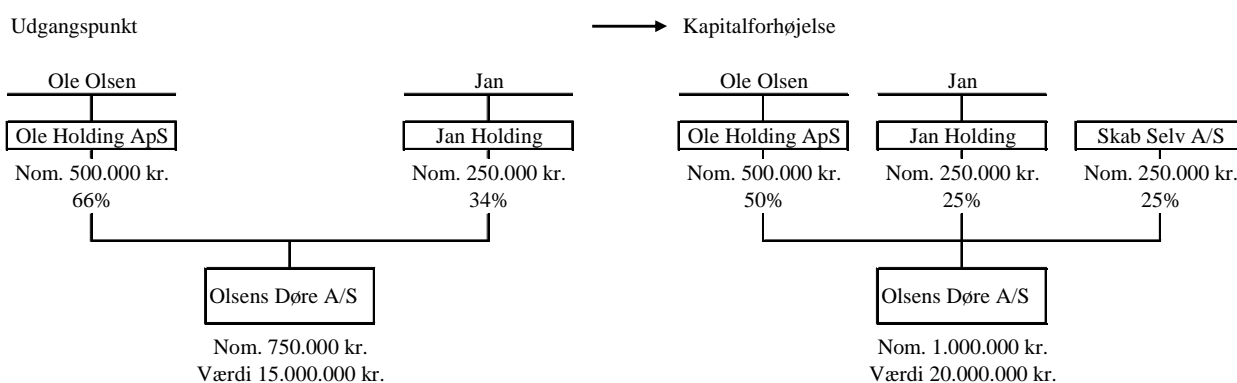 Udgangspunkt
Kapitalforhøjelse
Ole Olsen
Jan
Ole Olsen
Jan
Ole Holding ApS
Jan Holding
Ole Holding ApS
Jan Holding
Skab Selv A/S
Nom. 500.000 kr.
Nom. 250.000 kr.
Nom. 500.000 kr.
Nom. 250.000 kr.
Nom. 250.000 kr.
66%
34%
50%
25%
25%
Olsens Døre A/S
Olsens Døre A/S
Nom. 750.000 kr.
Nom. 1.000.000 kr.
Værdi 15.000.000 kr.
Værdi 20.000.000 kr.